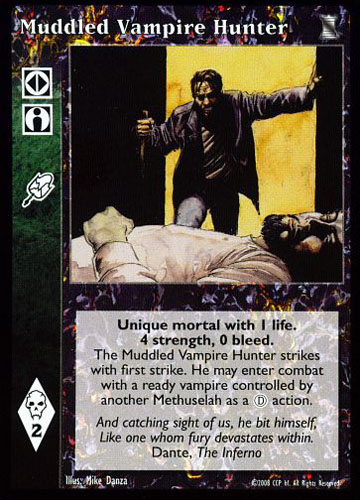 Muddled Vampire Hunter
Unique mortal with 1 life.
4 strength, 0 bleed.
The Muddled Vampire Hunter strikes
with first strike. He may enter combat
with a ready vampire controlled by
another Methuselah as a Ⓓ action.
And catching sight of us, he bit himself,
Like one whom fury devastates within.
Dante, The Inferno
2
Illus: Mike Danza
©2008 CCP hf. All Rights Reserved